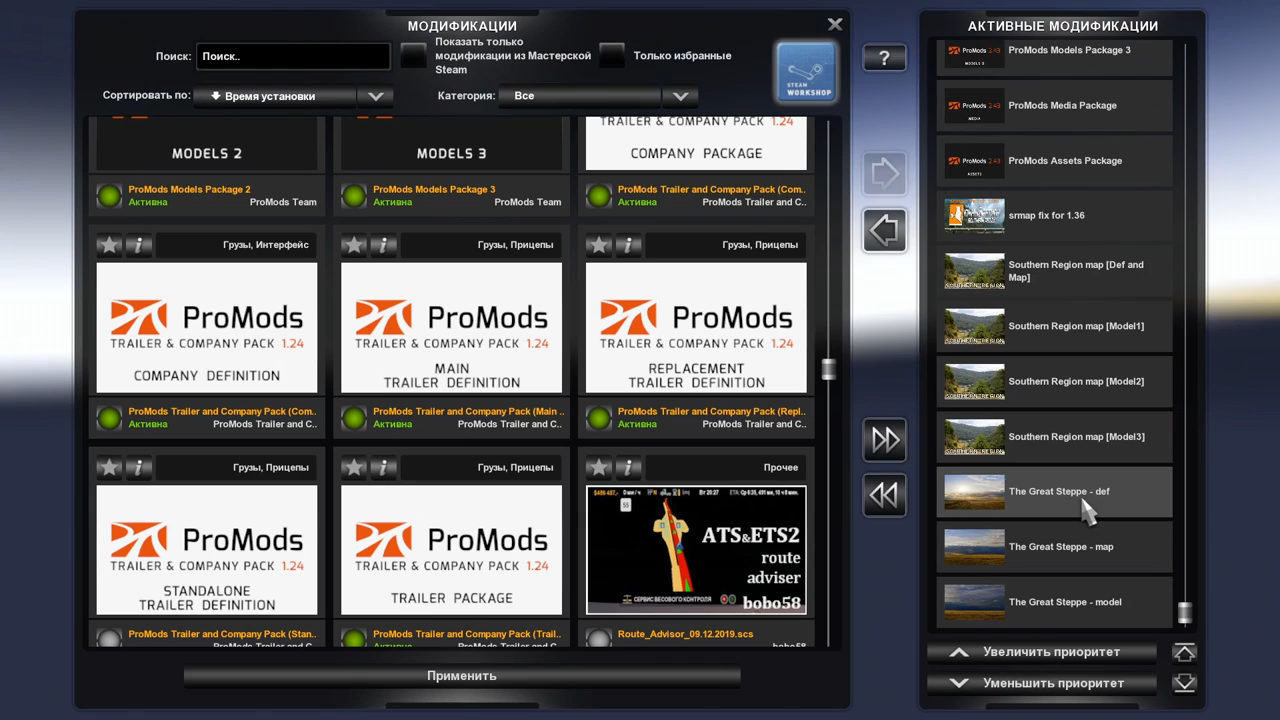 МОДИФИКАЦИИ
Поиск:
Поиск..
Показать только
модификации из Мастерской
Steam
Только избранные
STEAM
WORKSHOP
Сортировать по:
Время установки
Категория:
Все
MODELS 2
MODELS 3
TRAILER & COMPANY PACK 1.24
COMPANY PACKAGE
ProMods Models Package 2
Активна
ProMods Team
ProMods Models Package 3
Активна
ProMods Team
ProMods Trailer and Company Pack (Com..
Активна
ProMods Trailer and C..
Грузы, Интерфейс
Грузы, Прицепы
Грузы, Прицепы
ProMods
TRAILER & COMPANY PACK 1.24
COMPANY DEFINITION
ProMods
TRAILER & COMPANY PACK 1.24
MAIN
TRAILER DEFINITION
ProMods
TRAILER & COMPANY PACK 1.24
REPLACEMENT
TRAILER DEFINITION
ProMods Trailer and Company Pack (Com..
Активна
ProMods Trailer and C..
ProMods Trailer and Company Pack (Main ..
Активна
ProMods Trailer and C..
ProMods Trailer and Company Pack (Repl..
Активна
ProMods Trailer and C..
Грузы, Прицепы
Грузы, Прицепы
Прочее
ProMods
TRAILER & COMPANY PACK 1.24
STANDALONE
TRAILER DEFINITION
ProMods
TRAILER & COMPANY PACK 1.24
TRAILER PACKAGE
55
ATS&ETS2
route
adviser
bobo58
СЕРВИС ВЕСОВОГО КОНТРОЛЯ
ProMods Trailer and Company Pack (Stan..
ProMods Trailer and Company Pack (Trail..
Активна
Route_Advisor_09.12.2019.scs
bobo58
Применить
?
АКТИВНЫЕ МОДИФИКАЦИИ
ProMods Models Package 3
ProMods Media Package
ProMods Assets Package
srmap fix for 1.36
Southern Region map [Def and
Map]
Southern Region map [Model1]
Southern Region map [Model2]
Southern Region map [Model3]
The Great Steppe - def
The Great Steppe - map
The Great Steppe - model
Увеличить приоритет
Уменьшить приоритет